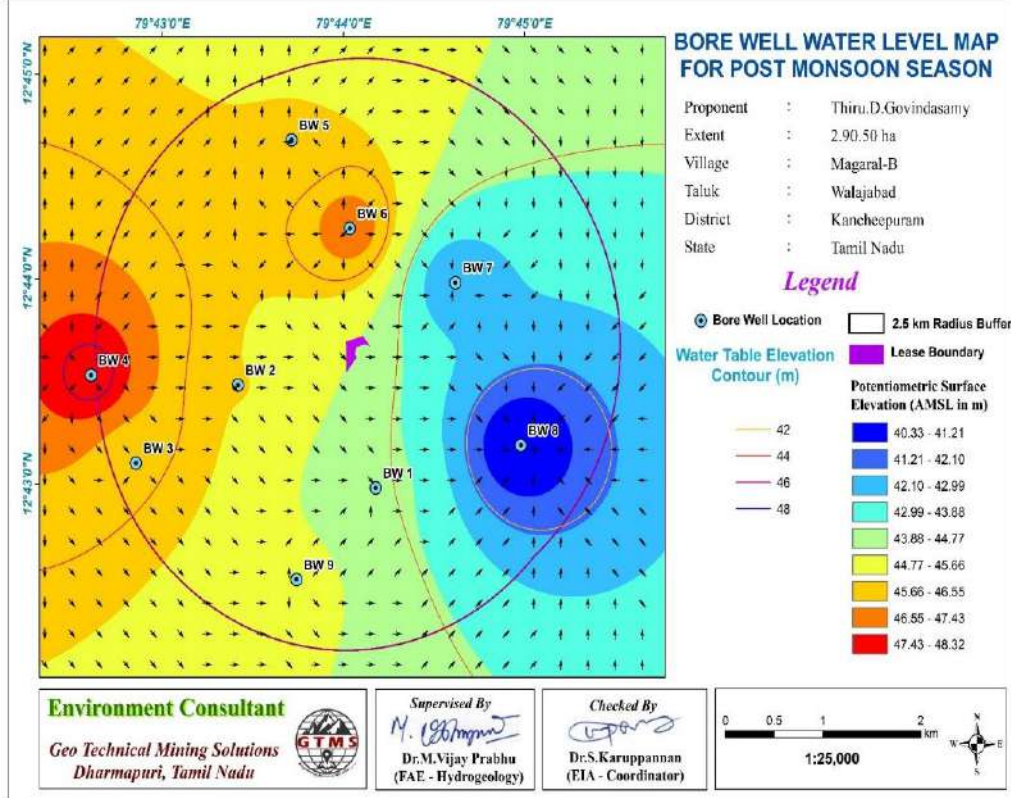 79°43'0"E
79°44'0"E
79°45'0"E
12°45'0"N
12°44'0"N
12°43'0"N
BW 5
BW 6
BW 7
BW 4
BW 2
BW 3
BW 8
BW 1
BW 9
BORE WELL WATER LEVEL MAP
FOR POST MONSOON SEASON
Proponent : Thiru.D.Govindasamy
Extent : 2.90.50 ha
Village : Magaral-B
Taluk : Walajabad
District : Kancheepuram
State : Tamil Nadu
Legend
Bore Well Location
2.5 km Radius Buffer
Lease Boundary
Water Table Elevation
Contour (m)
42
44
46
48
Potentiometric Surface
Elevation (AMSL in m)
40.33 - 41.21
41.21 - 42.10
42.10 - 42.99
42.99 - 43.88
43.88 - 44.77
44.77 - 45.66
45.66 - 46.55
46.55 - 47.43
47.43 - 48.32
Environment Consultant
Geo Technical Mining Solutions
Dharmapuri, Tamil Nadu
GTMS
Supervised By
Dr.M.Vijay Prabhu
(FAE - Hydrogeology)
Checked By
Dr.S.Karuppannan
(EIA - Coordinator)
0 0.5 1 2
km
1:25,000
N
W E
S